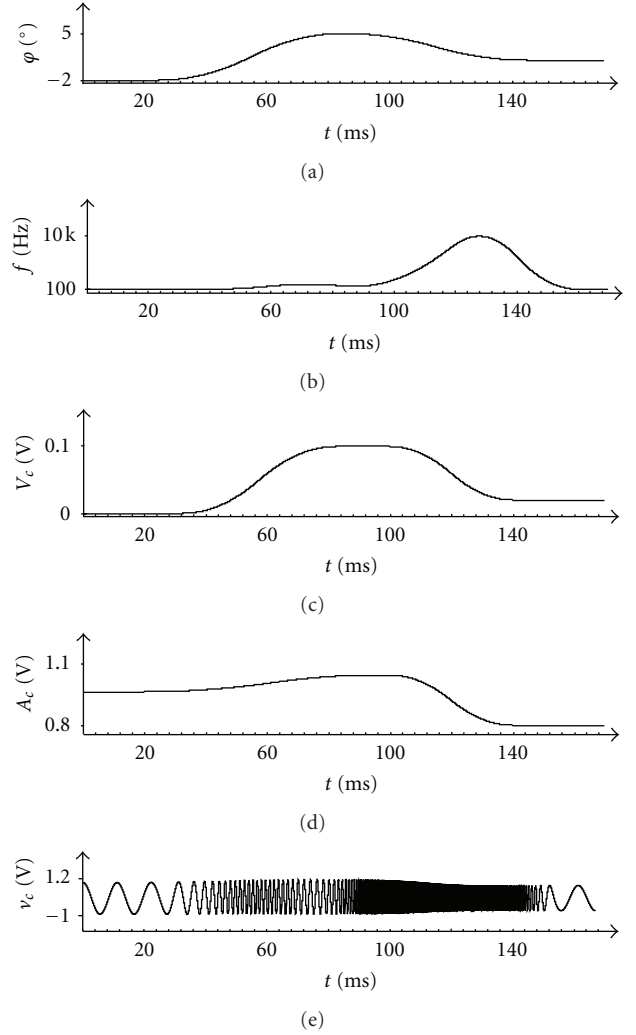 φ (°)
5
−2
20 60 100 140
t (ms)
(a)
f (Hz)
10 k
100
20 60 100 140
t (ms)
(b)
V_c (V)
0.1
0
20 60 100 140
t (ms)
(c)
A_c (V)
1.1
0.8
20 60 100 140
t (ms)
(d)
v_c (V)
1.2
−1
20 60 100 140
t (ms)
(e)